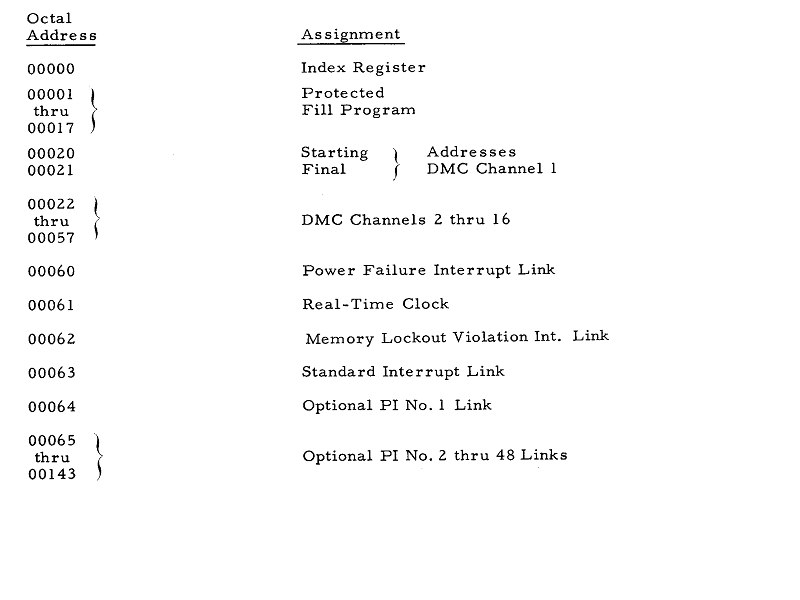 Octal
Address Assignment
00000 Index Register
00001 Protected
thru Fill Program
00017
00020 Starting Addresses
00021 Final DMC Channel 1
00022
thru DMC Channels 2 thru 16
00057
00060 Power Failure Interrupt Link
00061 Real-Time Clock
00062 Memory Lockout Violation Int. Link
00063 Standard Interrupt Link
00064 Optional PI No. 1 Link
00065
thru Optional PI No. 2 thru 48 Links
00143